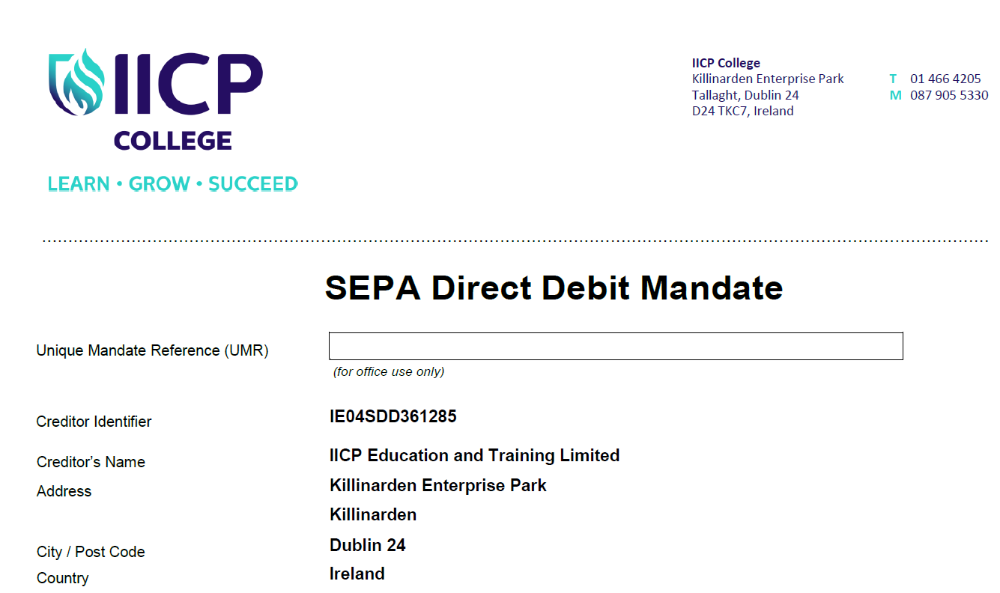 IICP
COLLEGE
LEARN • GROW • SUCCEED
IICP College
Killinarden Enterprise Park
Tallaght, Dublin 24
D24 TKC7, Ireland
T 01 466 4205
M 087 905 5330
SEPA Direct Debit Mandate
Unique Mandate Reference (UMR)
(for office use only)
Creditor Identifier IE04SDD361285
Creditor’s Name IICP Education and Training Limited
Address Killinarden Enterprise Park
Killinarden
City / Post Code Dublin 24
Country Ireland